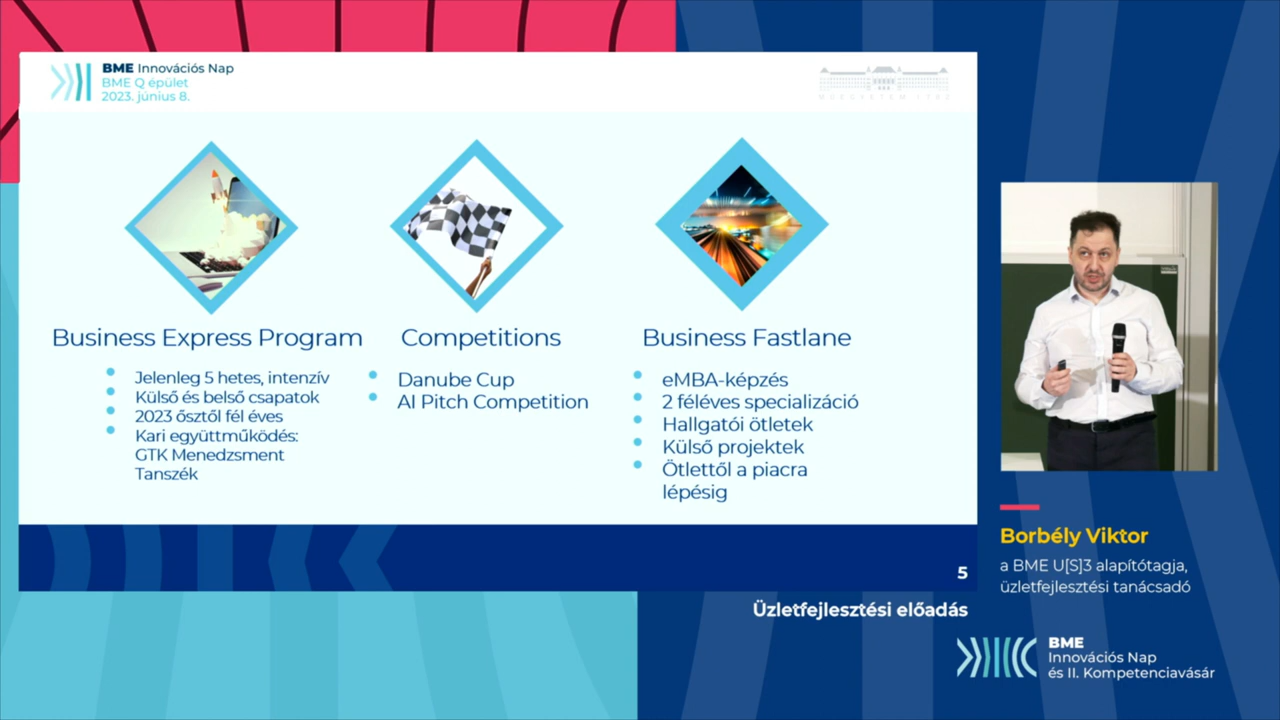 BME Innovációs Nap
BME Q épület
2023. június 8.
MŰEGYETEM 1782
Business Express Program
Jelenleg 5 hetes, intenzív
Külső és belső csapatok
2023 ősztől fél éves
Kari együttműködés:
GTK Menedzsment
Tanszék
Competitions
Danube Cup
AI Pitch Competition
Business Fastlane
eMBA-képzés
2 féléves specializáció
Hallgatói ötletek
Külső projektek
Ötlettől a piacra
lépésig
5
Üzletfejlesztési előadás
Borbély Viktor
a BME U[S]3 alapítótagja,
üzletfejlesztési tanácsadó
BME
Innovációs Nap
és II. Kompetenciavásár